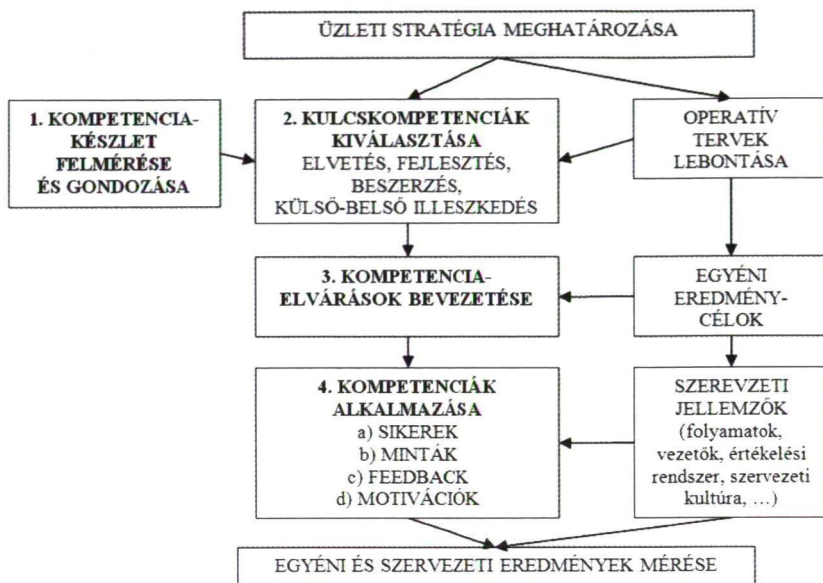 ÜZLETI STRATÉGIA MEGHATÁROZÁSA
1. KOMPETENCIA-
KÉSZLET
FELMÉRÉSE
ÉS GONDOZÁSA
2. KULCSKOMPETENCIÁK
KIVÁLASZTÁSA
ELVETÉS, FEJLESZTÉS,
BESZERZÉS,
KÜLSŐ-BELSŐ ILLESZKEDÉS
OPERATÍV
TERVEK
LEBONTÁSA
3. KOMPETENCIA-
ELVÁRÁSOK BEVEZETÉSE
EGYÉNI
EREDMÉNY-
CÉLOK
4. KOMPETENCIÁK
ALKALMAZÁSA
a) SIKEREK
b) MINTÁK
c) FEEDBACK
d) MOTIVÁCIÓK
SZEREVZETI
JELLEMZŐK
(folyamatok,
vezetők, értékelési
rendszer, szervezeti
kultúra, …)
EGYÉNI ÉS SZERVEZETI EREDMÉNYEK MÉRÉSE